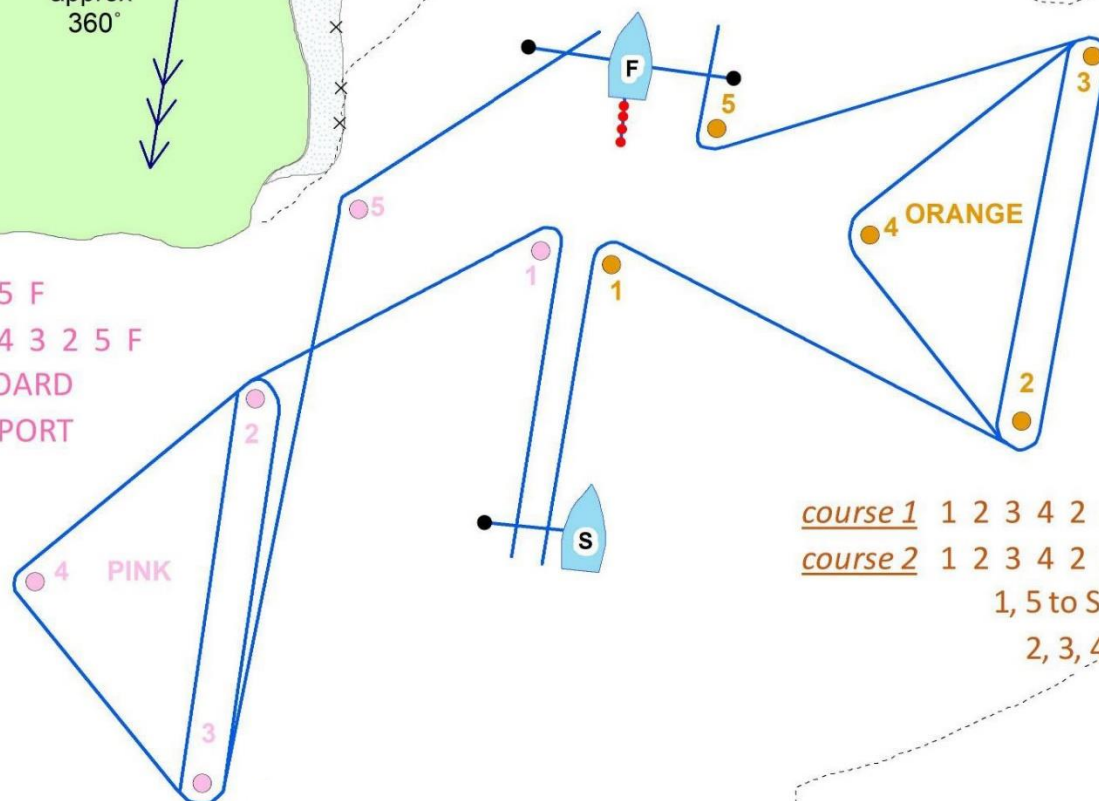 360°
F
5
3
5
4 ORANGE
1
1
5 F
4 3 2 5 F
PORT
2
2
4 PINK
S
course 1 1 2 3 4 2
course 2 1 2 3 4 2
1, 5 to S
2, 3, 4
3